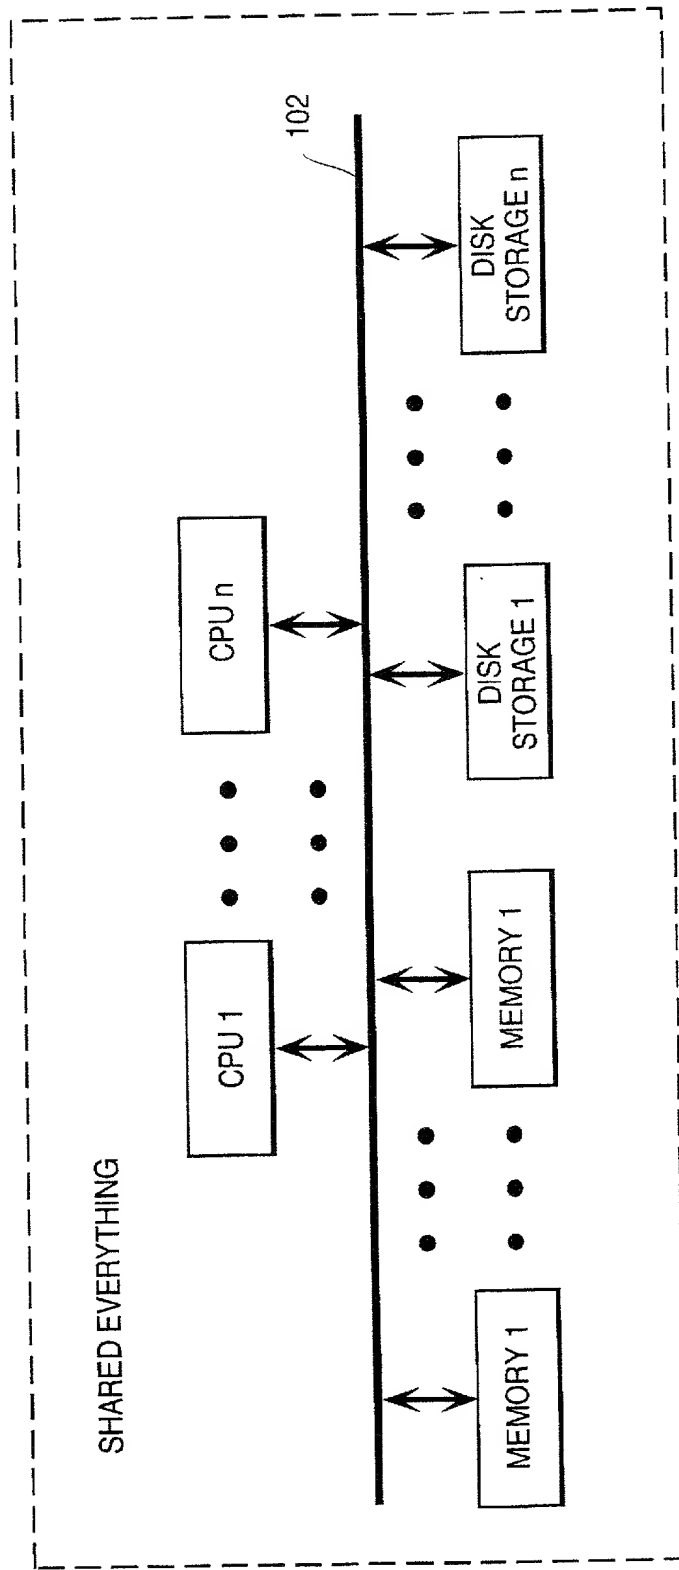 SHARED EVERYTHING
CPU 1
CPU n
102
MEMORY 1
MEMORY 1
DISK
STORAGE 1
DISK
STORAGE n